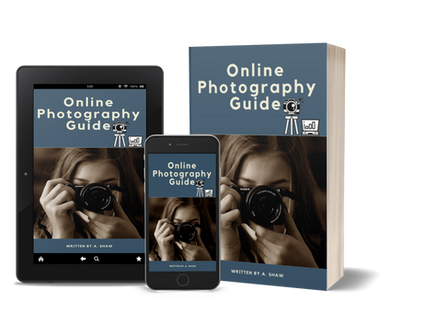 Online
Photography
Guide
WRITTEN BY A. SHAW
Online
Photography
Guide
WRITTEN BY A. SHAW
Online
Photography
Guide
WRITTEN BY A. SHAW